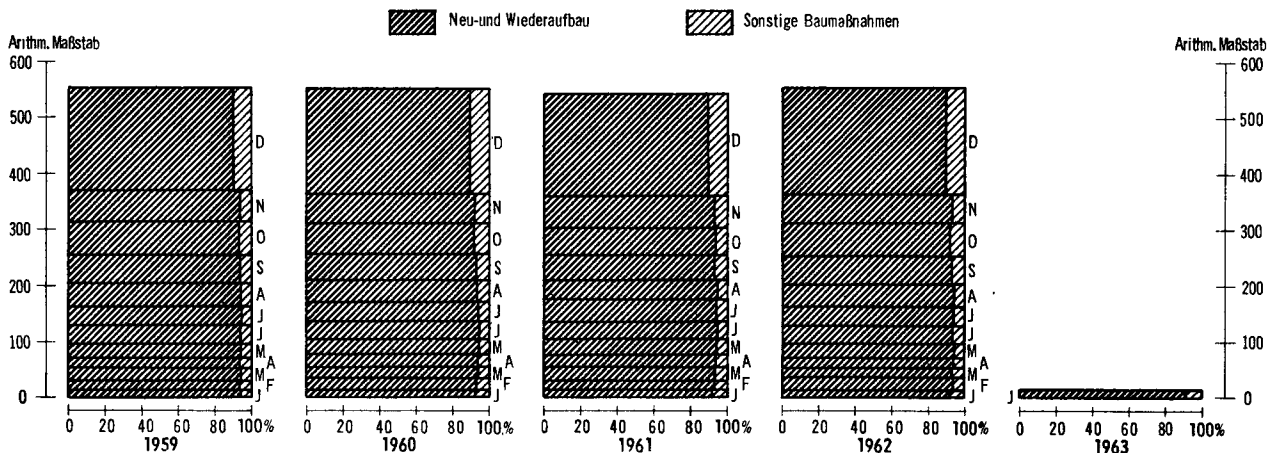 Neu-und Wiederaufbau
Sonstige Baumaßnahmen
Arithm. Maßstab
Arithm. Maßstab
600
500
400
300
200
100
0
D
N
O
S
A
J
J
M
A
M
F
J
0 20 40 60 80 100%
1959
D
N
O
S
A
J
J
M
A
M
F
J
0 20 40 60 80 100%
1960
D
N
O
S
A
J
J
M
A
M
F
J
0 20 40 60 80 100%
1961
D
N
O
S
A
J
J
M
A
M
F
J
0 20 40 60 80 100%
1962
J
0 20 40 60 80 100%
1963
600
500
400
300
200
100
0